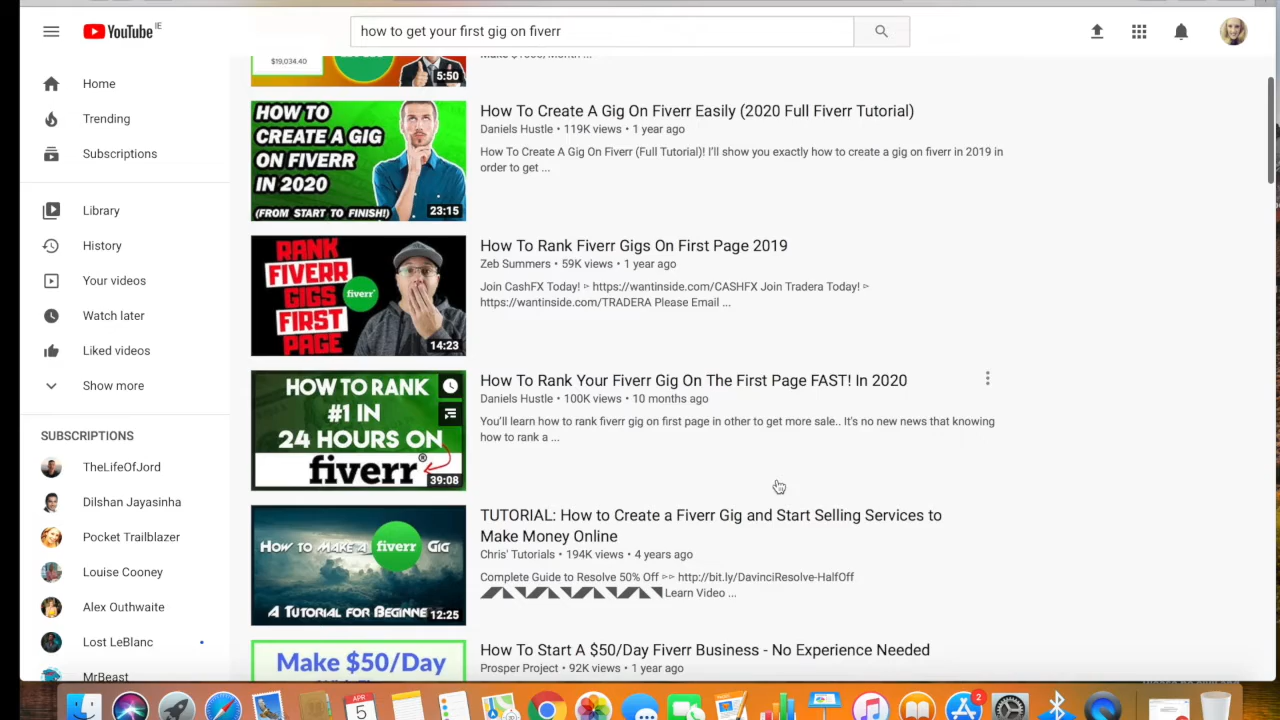 YouTube IE
how to get your first gig on fiverr
Home
Trending
Subscriptions
Library
History
Your videos
Watch later
Liked videos
Show more
SUBSCRIPTIONS
TheLifeOfJord
Dilshan Jayasinha
Pocket Trailblazer
Louise Cooney
Alex Outhwaite
Lost LeBlanc
MrBeast
$19,034.40
5:50
HOW TO
CREATE A GIG
ON FIVERR
IN 2020
(FROM START TO FINISH!)
23:15
How To Create A Gig On Fiverr Easily (2020 Full Fiverr Tutorial)
Daniels Hustle • 119K views • 1 year ago
How To Create A Gig On Fiverr (Full Tutorial)! I'll show you exactly how to create a gig on fiverr in 2019 in
order to get ...
RANK
FIVERR
GIGS
FIRST
PAGE
fiverr
14:23
How To Rank Fiverr Gigs On First Page 2019
Zeb Summers • 59K views • 1 year ago
Join CashFX Today! ▹ https://wantinside.com/CASHFX Join Tradera Today! ▹
https://wantinside.com/TRADERA Please Email ...
HOW TO RANK
#1 IN
24 HOURS ON
fiverr
39:08
How To Rank Your Fiverr Gig On The First Page FAST! In 2020
Daniels Hustle • 100K views • 10 months ago
You'll learn how to rank fiverr gig on first page in other to get more sale.. It's no new news that knowing
how to rank a ...
HOW TO MAKE A fiverr GIG
A TUTORIAL FOR BEGINNE
12:25
TUTORIAL: How to Create a Fiverr Gig and Start Selling Services to
Make Money Online
Chris' Tutorials • 194K views • 4 years ago
Complete Guide to Resolve 50% Off ▹▹ http://bit.ly/DavinciResolve-HalfOff
Learn Video ...
Make $50/Day
How To Start A $50/Day Fiverr Business - No Experience Needed
Prosper Project • 92K views • 1 year ago
APR
5
2